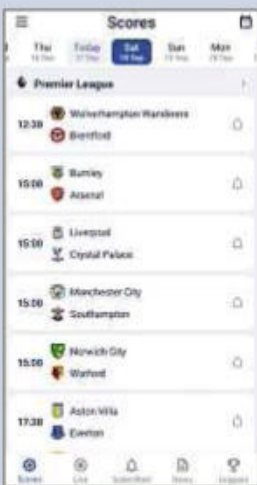 Scores
Thu Today Sat Sun Mon
Premier League
Wolverhampton Wanderers
12:30
Brentford
Burnley
15:00
Arsenal
Liverpool
15:00
Crystal Palace
Manchester City
15:00
Southampton
Norwich City
15:00
Watford
Aston Villa
17:30
Everton
Scores Live News Leagues